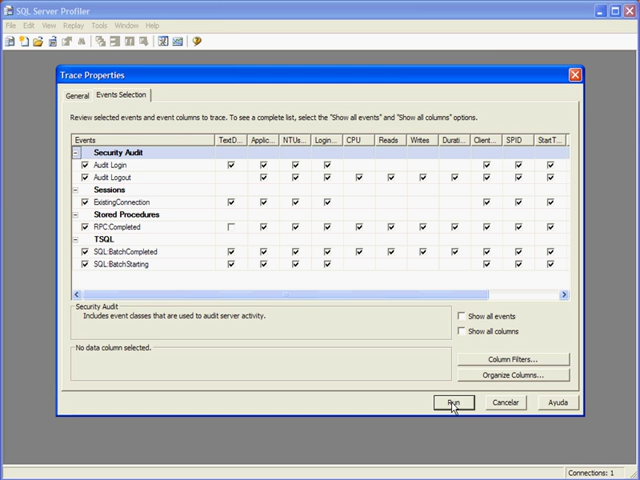 SQL Server Profiler
File Edit View Replay Tools Window Help
Trace Properties
General Events Selection
Review selected events and event columns to trace. To see a complete list, select the "Show all events" and "Show all columns" options.
Events TextD... Applic... NTUs... Login... CPU Reads Writes Durati... Client... SPID StartT...
Security Audit
Audit Login
Audit Logout
Sessions
ExistingConnection
Stored Procedures
RPC:Completed
TSQL
SQL:BatchCompleted
SQL:BatchStarting
Security Audit
Includes event classes that are used to audit server activity.
Show all events
Show all columns
No data column selected.
Column Filters...
Organize Columns...
Run Cancelar Ayuda
Connections: 1